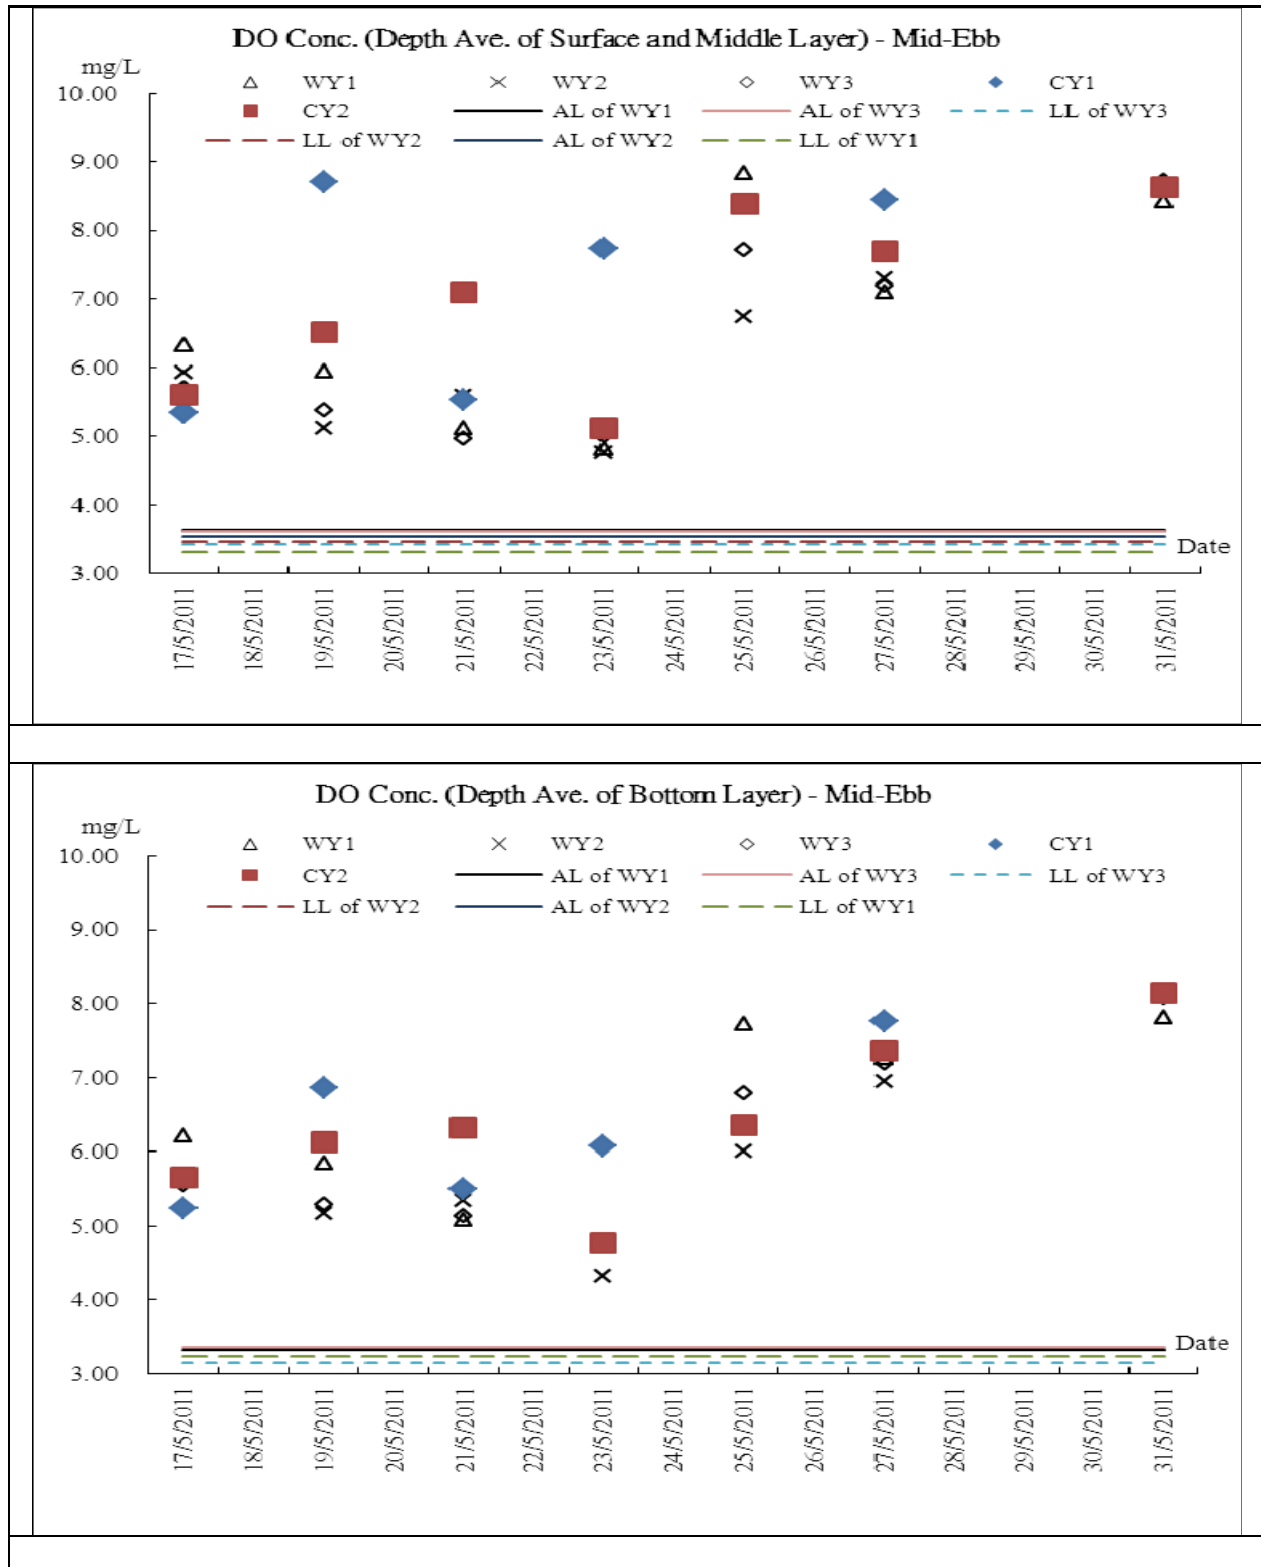 DO Conc. (Depth Ave. of Surface and Middle Layer) - Mid-Ebb
mg/L
WY1 WY2 WY3 CY1
CY2 AL of WY1 AL of WY3 LL of WY3
LL of WY2 AL of WY2 LL of WY1
10.00
9.00
8.00
7.00
6.00
5.00
4.00
3.00
Date
17/5/2011 18/5/2011 19/5/2011 20/5/2011 21/5/2011 22/5/2011 23/5/2011 24/5/2011 25/5/2011 26/5/2011 27/5/2011 28/5/2011 29/5/2011 30/5/2011 31/5/2011
DO Conc. (Depth Ave. of Bottom Layer) - Mid-Ebb
mg/L
WY1 WY2 WY3 CY1
CY2 AL of WY1 AL of WY3 LL of WY3
LL of WY2 AL of WY2 LL of WY1
10.00
9.00
8.00
7.00
6.00
5.00
4.00
3.00
Date
17/5/2011 18/5/2011 19/5/2011 20/5/2011 21/5/2011 22/5/2011 23/5/2011 24/5/2011 25/5/2011 26/5/2011 27/5/2011 28/5/2011 29/5/2011 30/5/2011 31/5/2011